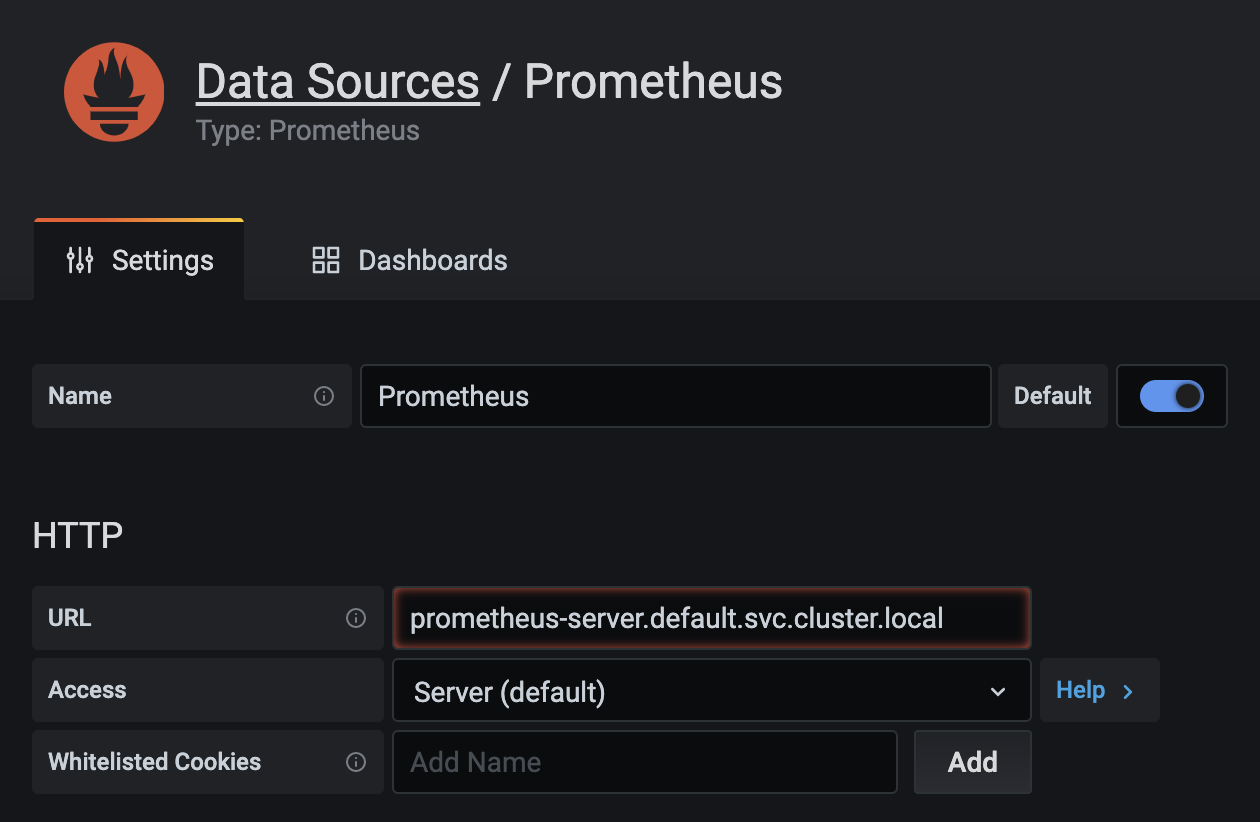 Data Sources / Prometheus
Type: Prometheus
Settings Dashboards
Name Prometheus Default
HTTP
URL prometheus-server.default.svc.cluster.local
Access Server (default) Help
Whitelisted Cookies Add Name Add